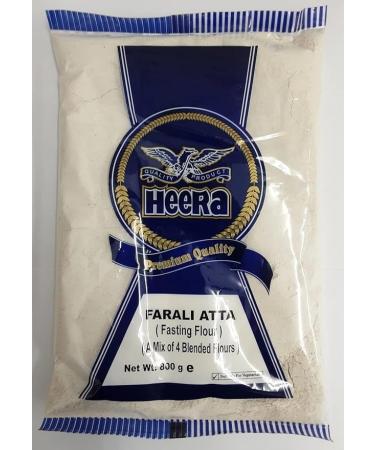 QUALITY PRODUCT
HEERA
Premium Quality
FARALI ATTA
( Fasting Flour )
( A Mix of 4 Blended Flours )
Net Wt. 800 g e